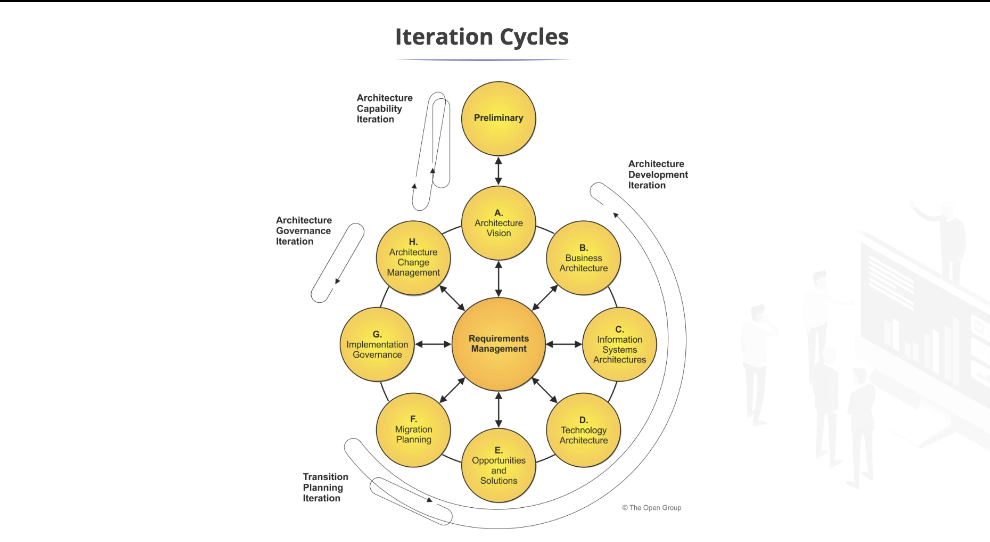 Iteration Cycles
Architecture
Capability
Iteration
Preliminary
Architecture
Development
Iteration
A.
Architecture
Vision
Architecture
Governance
Iteration
H.
Architecture
Change
Management
B.
Business
Architecture
G.
Implementation
Governance
Requirements
Management
C.
Information
Systems
Architectures
F.
Migration
Planning
D.
Technology
Architecture
E.
Opportunities
and
Solutions
Transition
Planning
Iteration
© The Open Group